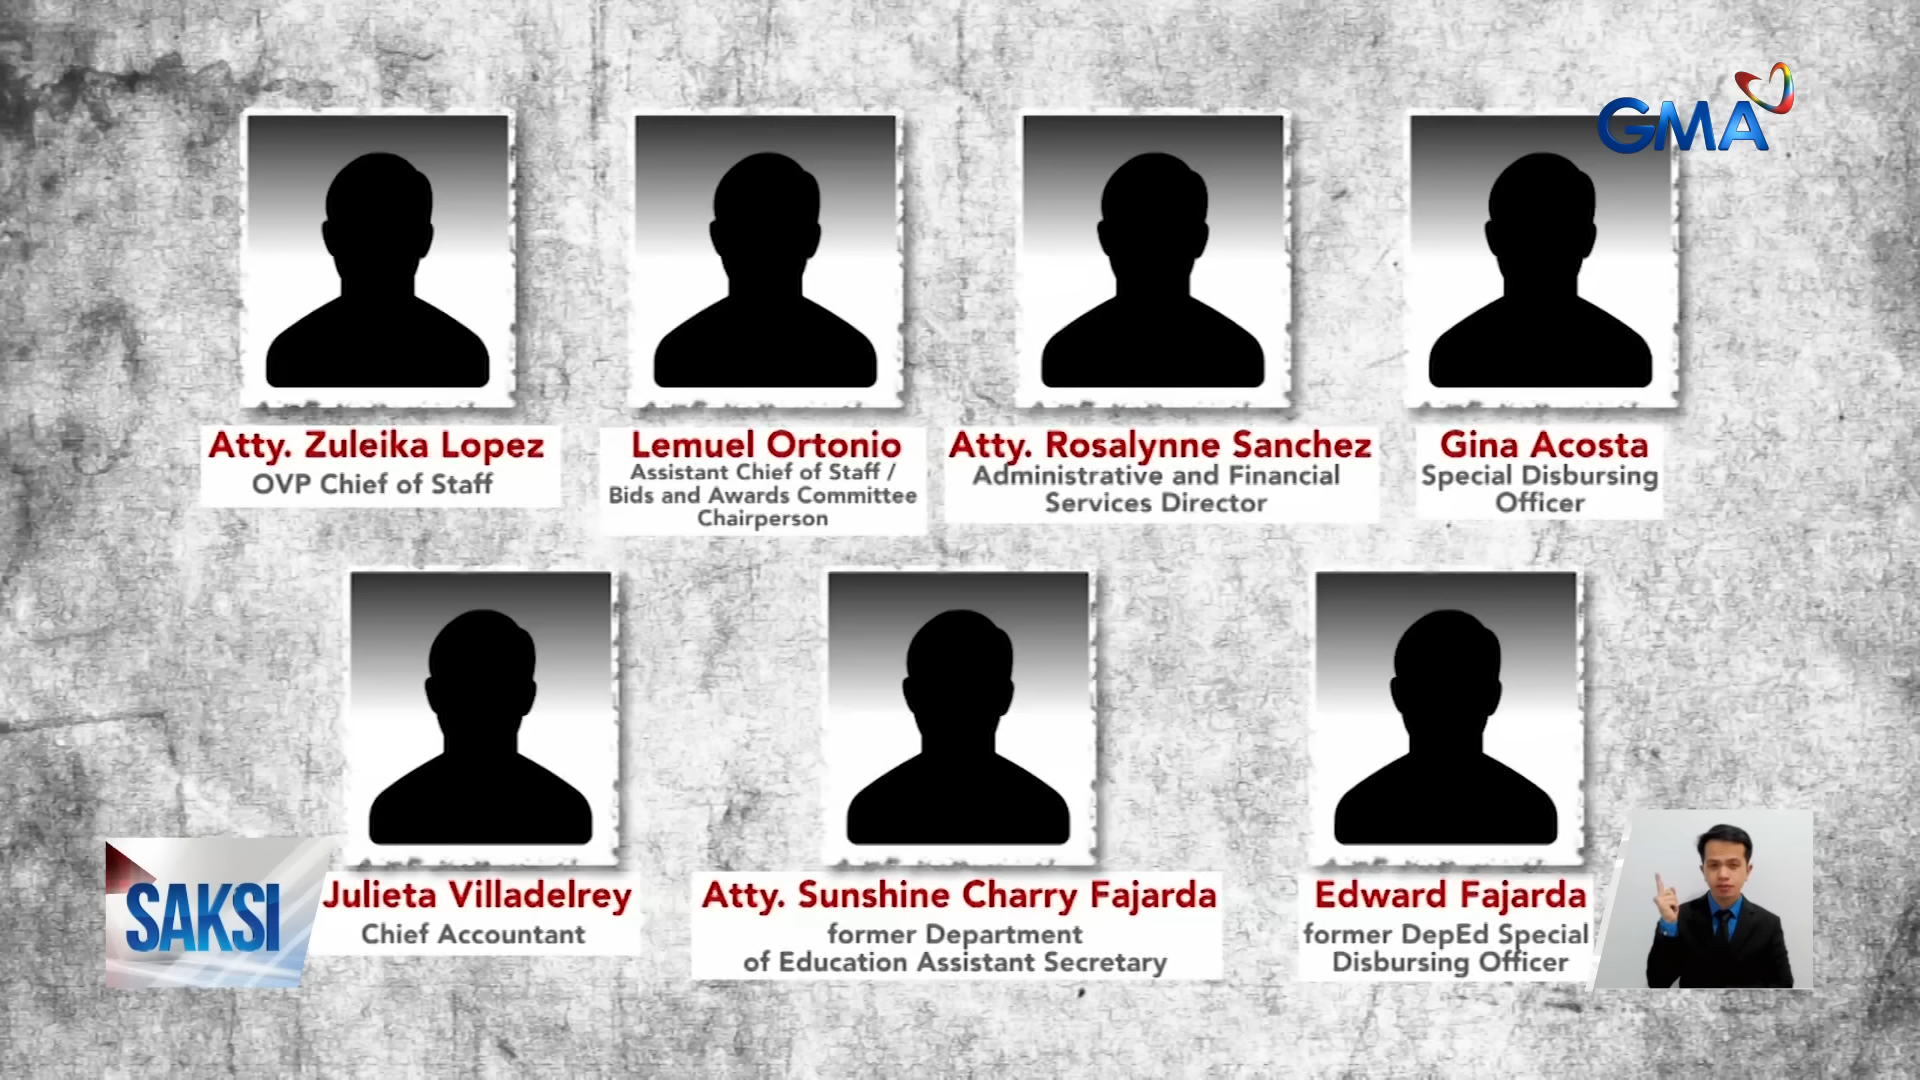 GMA
Atty. Zuleika Lopez
OVP Chief of Staff
Lemuel Ortonio
Assistant Chief of Staff /
Bids and Awards Committee
Chairperson
Atty. Rosalynne Sanchez
Administrative and Financial
Services Director
Gina Acosta
Special Disbursing
Officer
SAKSI
Julieta Villadelrey
Chief Accountant
Atty. Sunshine Charry Fajarda
former Department
of Education Assistant Secretary
Edward Fajarda
former DepEd Special
Disbursing Officer